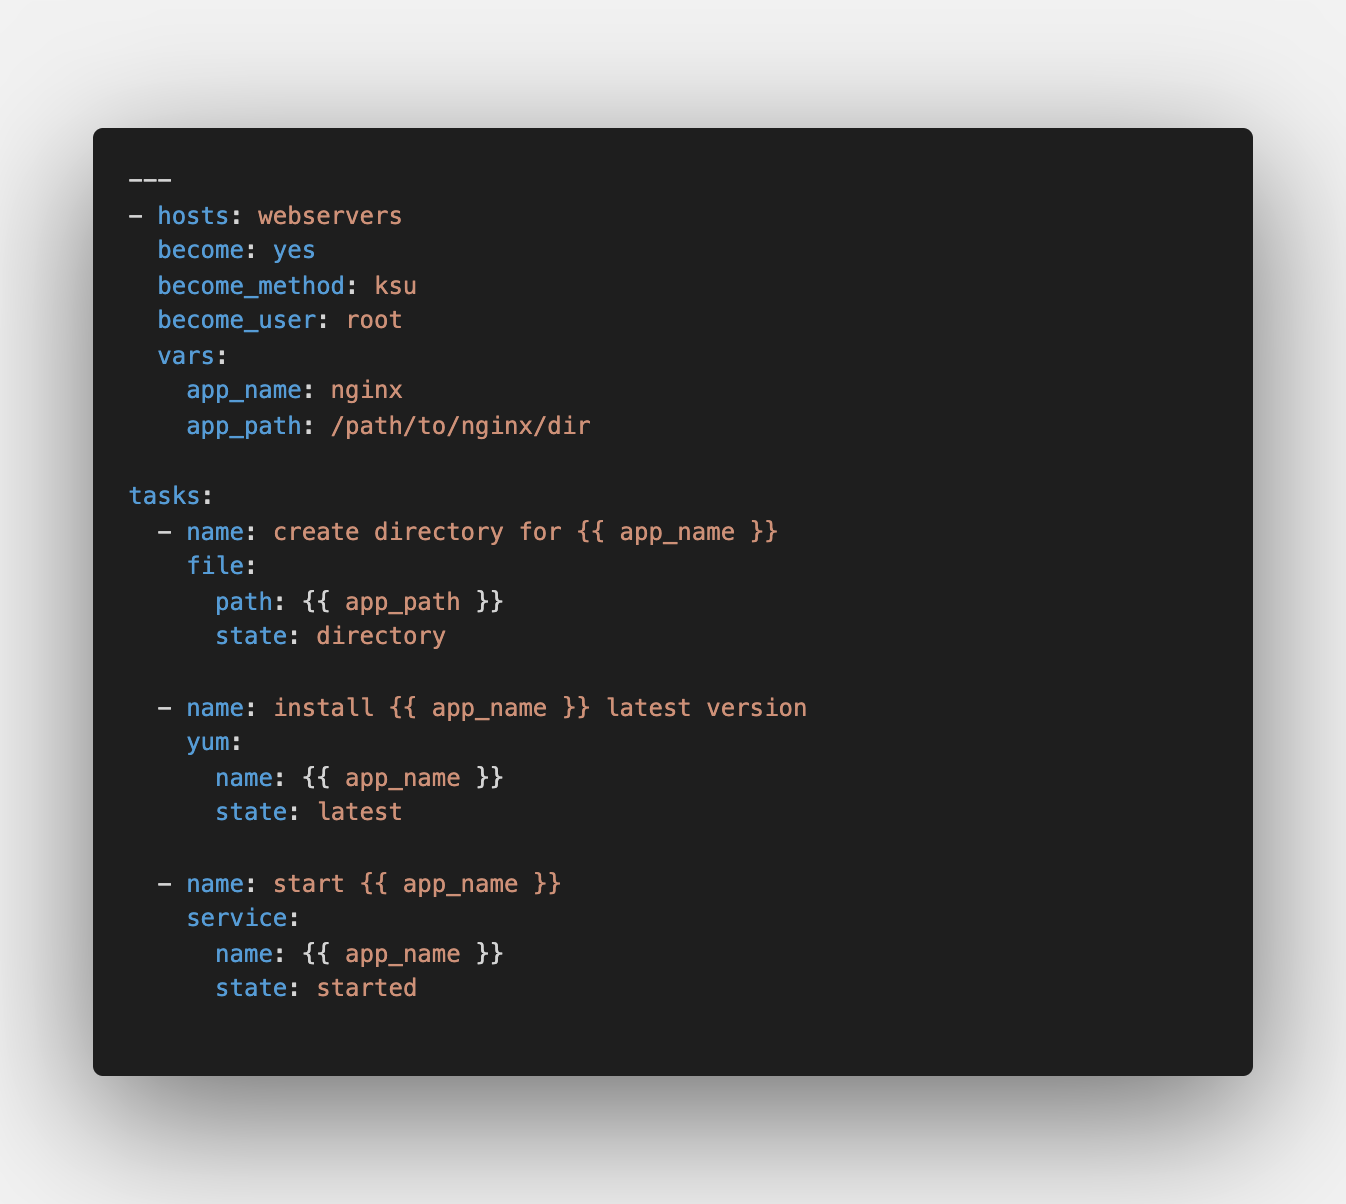 ---
- hosts: webservers
  become: yes
  become_method: ksu
  become_user: root
  vars:
    app_name: nginx
    app_path: /path/to/nginx/dir

tasks:
  - name: create directory for {{ app_name }}
    file:
      path: {{ app_path }}
      state: directory

  - name: install {{ app_name }} latest version
    yum:
      name: {{ app_name }}
      state: latest

  - name: start {{ app_name }}
    service:
      name: {{ app_name }}
      state: started